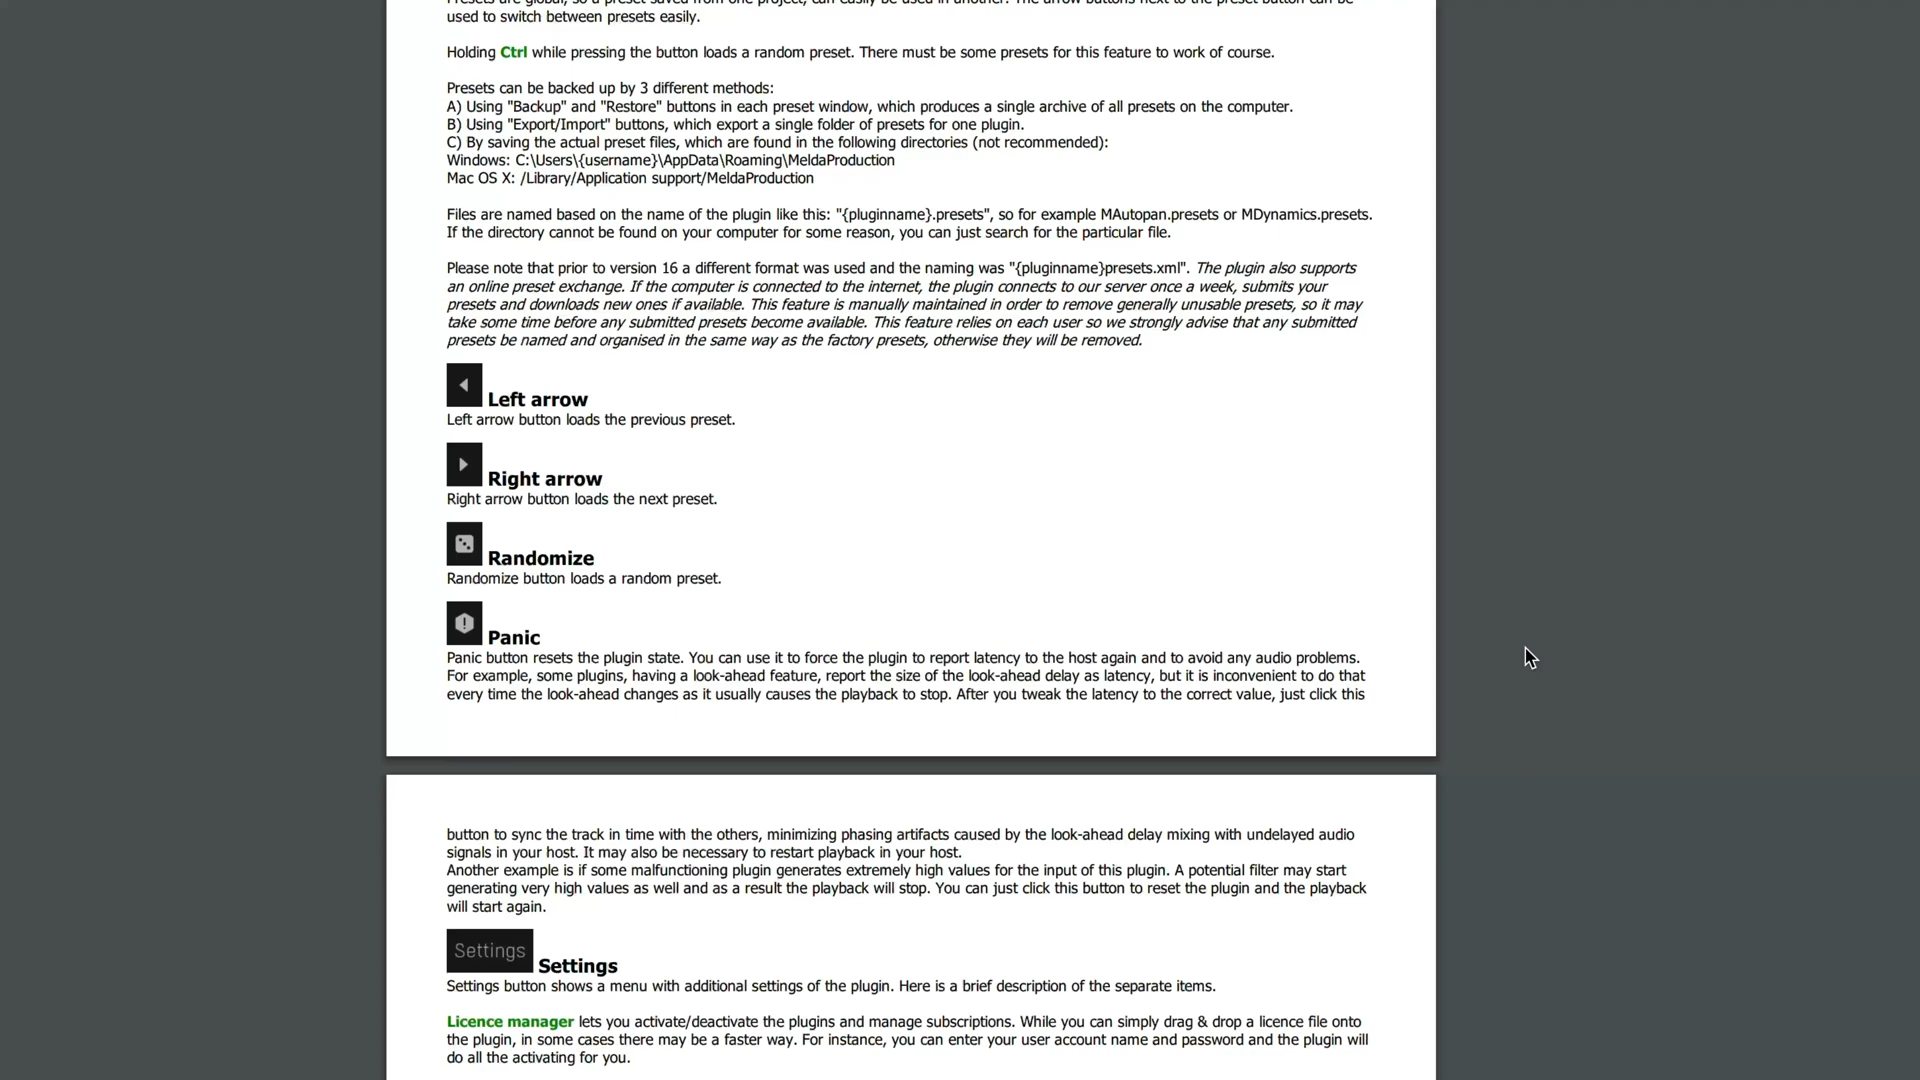 Presets are global, so a preset saved from one project, can easily be used in another. The arrow buttons next to the preset button can be
used to switch between presets easily.
Holding Ctrl while pressing the button loads a random preset. There must be some presets for this feature to work of course.
Presets can be backed up by 3 different methods:
A) Using "Backup" and "Restore" buttons in each preset window, which produces a single archive of all presets on the computer.
B) Using "Export/Import" buttons, which export a single folder of presets for one plugin.
C) By saving the actual preset files, which are found in the following directories (not recommended):
Windows: C:\Users\{username}\AppData\Roaming\MeldaProduction
Mac OS X: /Library/Application support/MeldaProduction
Files are named based on the name of the plugin like this: "{pluginname}.presets", so for example MAutopan.presets or MDynamics.presets.
If the directory cannot be found on your computer for some reason, you can just search for the particular file.
Please note that prior to version 16 a different format was used and the naming was "{pluginname}presets.xml". The plugin also supports
an online preset exchange. If the computer is connected to the internet, the plugin connects to our server once a week, submits your
presets and downloads new ones if available. This feature is manually maintained in order to remove generally unusable presets, so it may
take some time before any submitted presets become available. This feature relies on each user so we strongly advise that any submitted
presets be named and organised in the same way as the factory presets, otherwise they will be removed.
Left arrow
Left arrow button loads the previous preset.
Right arrow
Right arrow button loads the next preset.
Randomize
Randomize button loads a random preset.
Panic
Panic button resets the plugin state. You can use it to force the plugin to report latency to the host again and to avoid any audio problems.
For example, some plugins, having a look-ahead feature, report the size of the look-ahead delay as latency, but it is inconvenient to do that
every time the look-ahead changes as it usually causes the playback to stop. After you tweak the latency to the correct value, just click this
button to sync the track in time with the others, minimizing phasing artifacts caused by the look-ahead delay mixing with undelayed audio
signals in your host. It may also be necessary to restart playback in your host.
Another example is if some malfunctioning plugin generates extremely high values for the input of this plugin. A potential filter may start
generating very high values as well and as a result the playback will stop. You can just click this button to reset the plugin and the playback
will start again.
Settings Settings
Settings button shows a menu with additional settings of the plugin. Here is a brief description of the separate items.
Licence manager lets you activate/deactivate the plugins and manage subscriptions. While you can simply drag & drop a licence file onto
the plugin, in some cases there may be a faster way. For instance, you can enter your user account name and password and the plugin will
do all the activating for you.